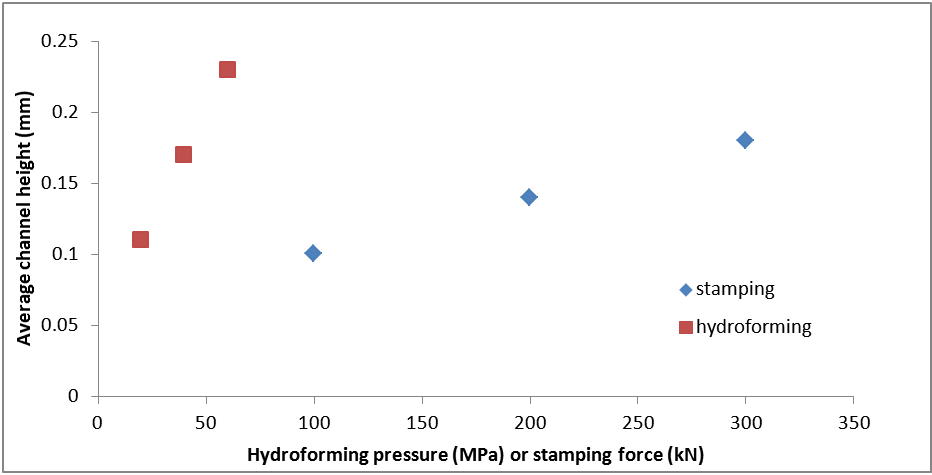 Average channel height (mm)
0.25
0.2
0.15
0.1
0.05
0
0 50 100 150 200 250 300 350
stamping
hydroforming
Hydroforming pressure (MPa) or stamping force (kN)